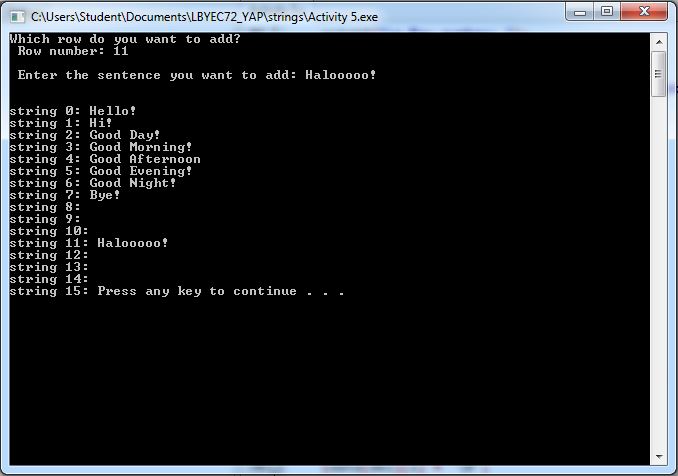 C:\Users\Student\Documents\LBYEC72_YAP\strings\Activity 5.exe
Which row do you want to add?
Row number: 11
Enter the sentence you want to add: Halooooo!
string 0: Hello!
string 1: Hi!
string 2: Good Day!
string 3: Good Morning!
string 4: Good Afternoon
string 5: Good Evening!
string 6: Good Night!
string 7: Bye!
string 8:
string 9:
string 10:
string 11: Halooooo!
string 12:
string 13:
string 14:
string 15: Press any key to continue . . .